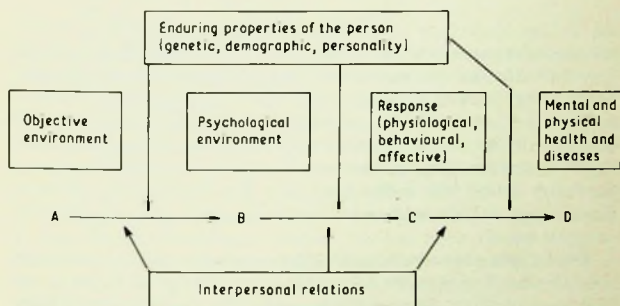 Enduring properties of the person
(genetic, demographic, personality)
Objective
environment
Psychological
environment
Response
(physiological,
behavioural,
affective)
Mental and
physical
health and
diseases
A B C D
Interpersonal relations